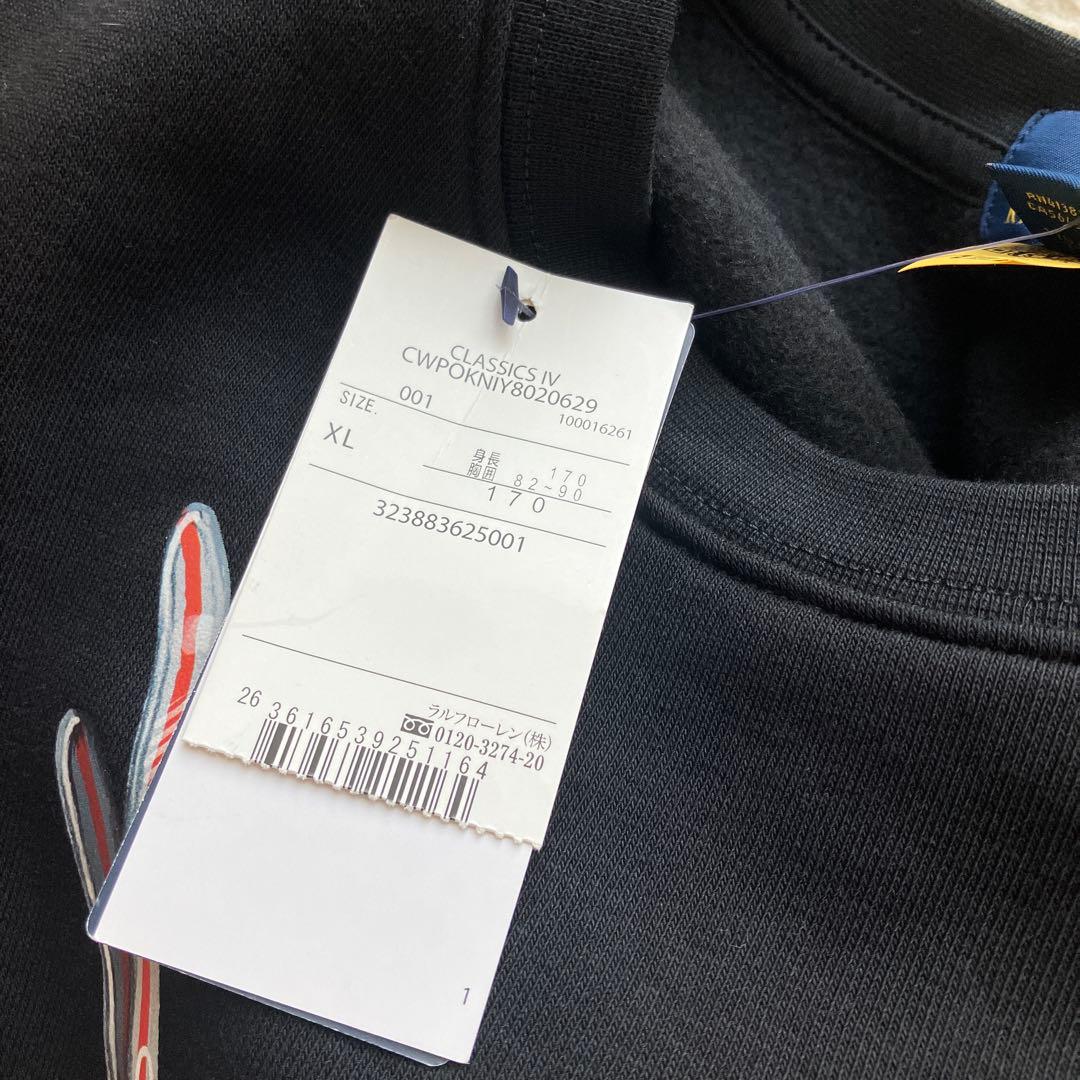 CLASSICS IV
CWPOKNIY8020629
001
100016261
SIZE.
XL
身長 170
胸囲 82~90
170
323883625001
ラルフローレン(株)
0120-3274-20
26 3616539251164
1